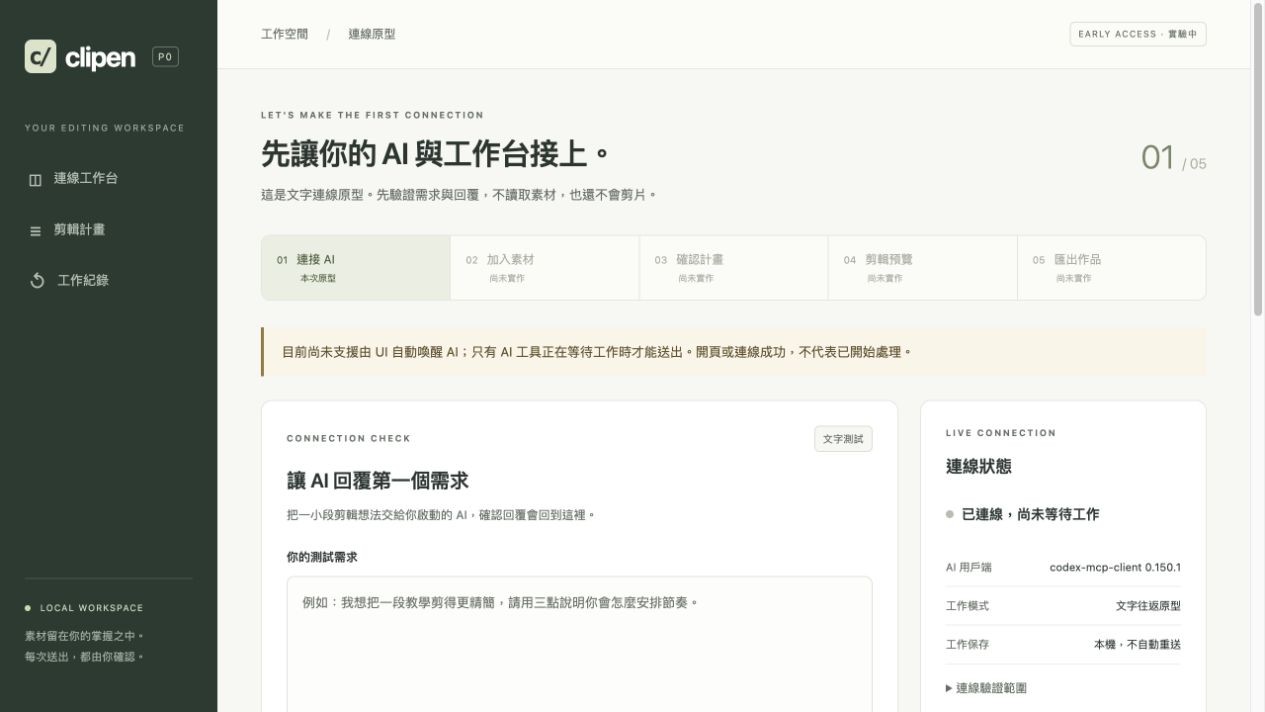 c/ clipen P0
YOUR EDITING WORKSPACE
連線工作台
剪輯計畫
工作紀錄
LOCAL WORKSPACE
素材留在你的掌握之中。
每次送出，都由你確認。
工作空間 / 連線原型
EARLY ACCESS · 實驗中
LET'S MAKE THE FIRST CONNECTION
先讓你的 AI 與工作台接上。
01 / 05
這是文字連線原型。先驗證需求與回覆，不讀取素材，也還不會剪片。
01 連接 AI
本次原型
02 加入素材
尚未實作
03 確認計畫
尚未實作
04 剪輯預覽
尚未實作
05 匯出作品
尚未實作
目前尚未支援由 UI 自動喚醒 AI；只有 AI 工具正在等待工作時才能送出。開頁或連線成功，不代表已開始處理。
CONNECTION CHECK
文字測試
讓 AI 回覆第一個需求
把一小段剪輯想法交給你啟動的 AI，確認回覆會回到這裡。
你的測試需求
例如：我想把一段教學剪得更精簡，請用三點說明你會怎麼安排節奏。
LIVE CONNECTION
連線狀態
已連線，尚未等待工作
AI 用戶端 codex-mcp-client 0.150.1
工作模式 文字往返原型
工作保存 本機，不自動重送
▶ 連線驗證範圍